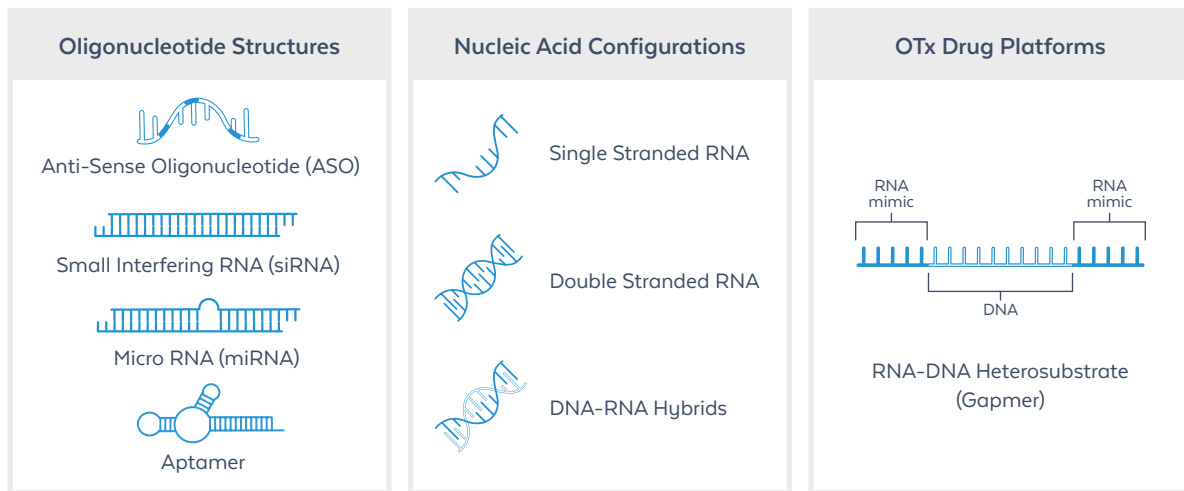 Oligonucleotide Structures
Anti-Sense Oligonucleotide (ASO)
Small Interfering RNA (siRNA)
Micro RNA (miRNA)
Aptamer
Nucleic Acid Configurations
Single Stranded RNA
Double Stranded RNA
DNA-RNA Hybrids
OTx Drug Platforms
RNA
mimic
RNA
mimic
DNA
RNA-DNA Heterosubstrate
(Gapmer)